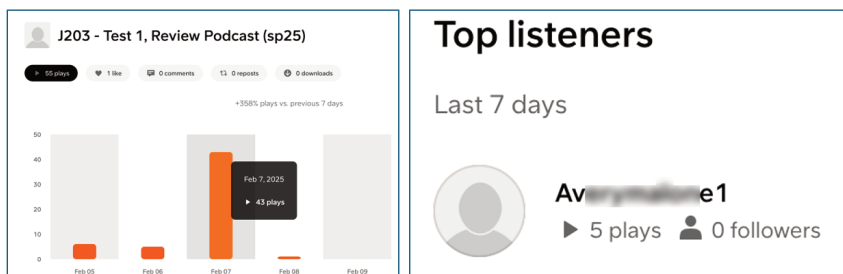 J203 - Test 1, Review Podcast (sp25)
55 plays 1 like 0 comments 0 reposts 0 downloads
+358% plays vs. previous 7 days
50
40
30
20
10
0
Feb 7, 2025
43 plays
Feb 05 Feb 06 Feb 07 Feb 08 Feb 09
Top listeners
Last 7 days
5 plays 0 followers